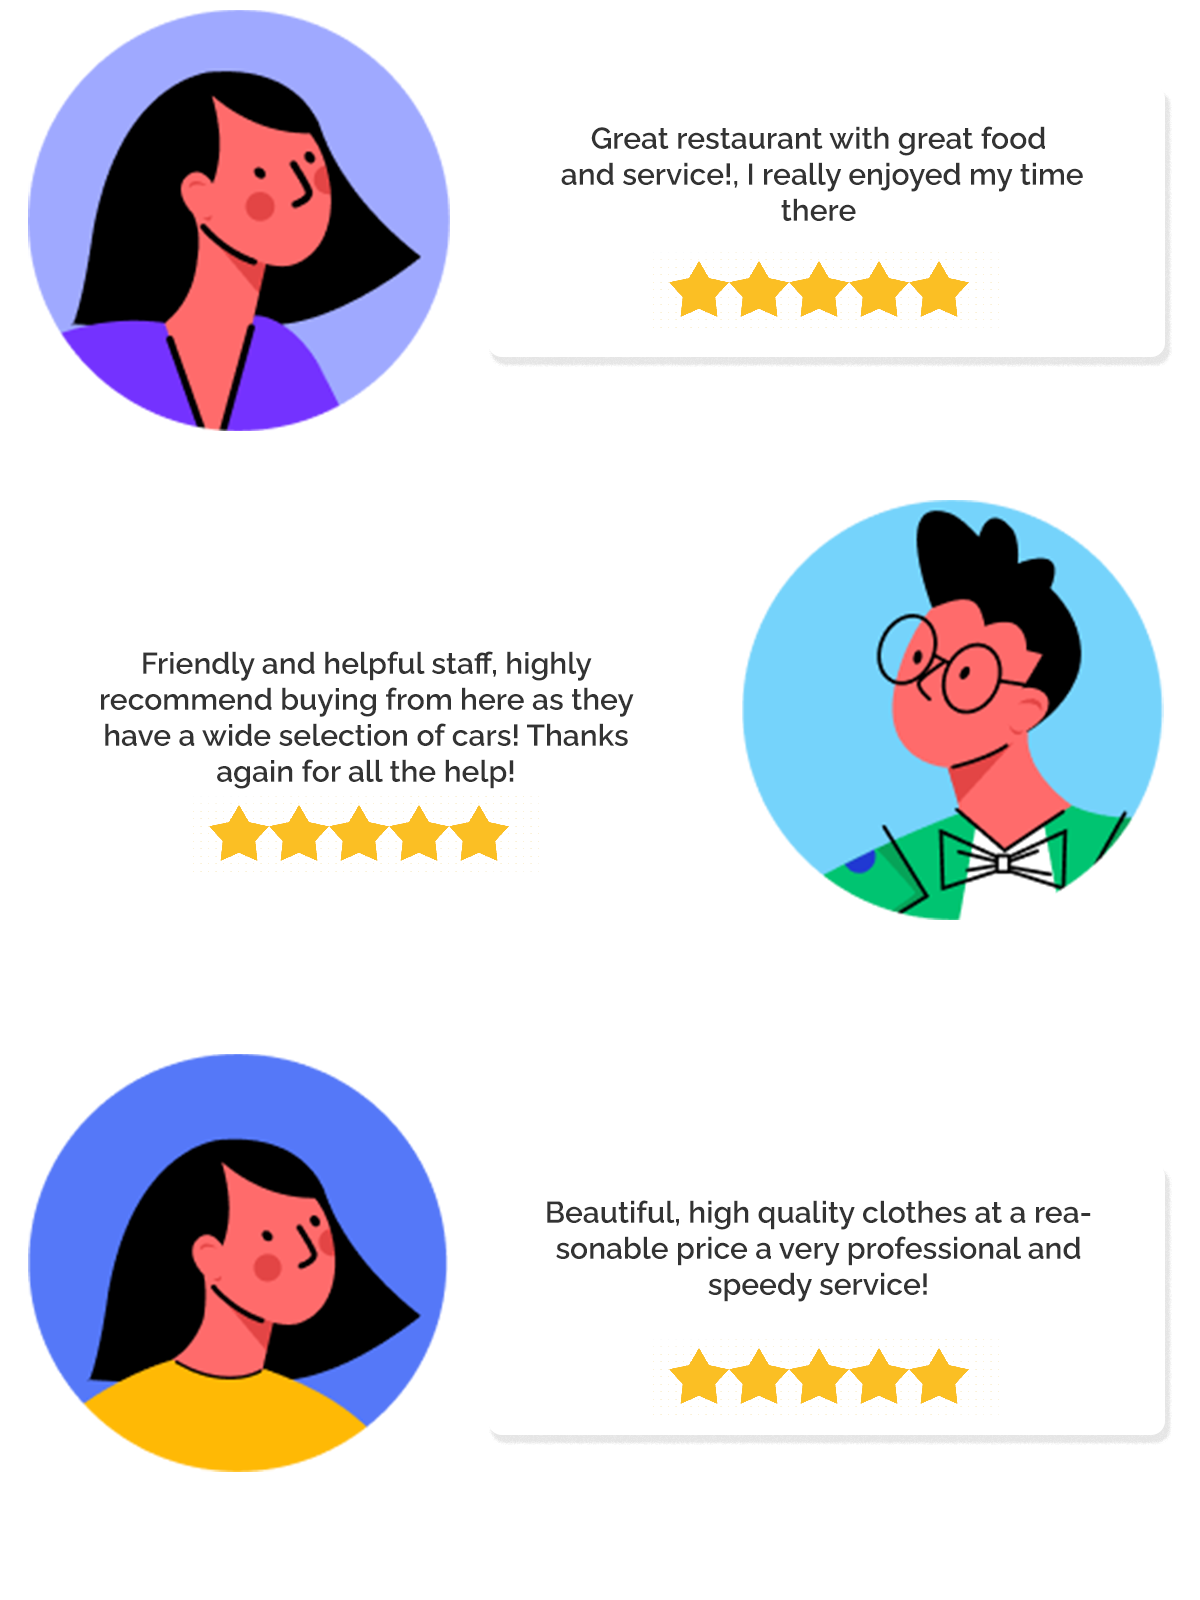 Great restaurant with great food
and service!, I really enjoyed my time
there
Friendly and helpful staff, highly
recommend buying from here as they
have a wide selection of cars! Thanks
again for all the help!
Beautiful, high quality clothes at a rea-
sonable price a very professional and
speedy service!